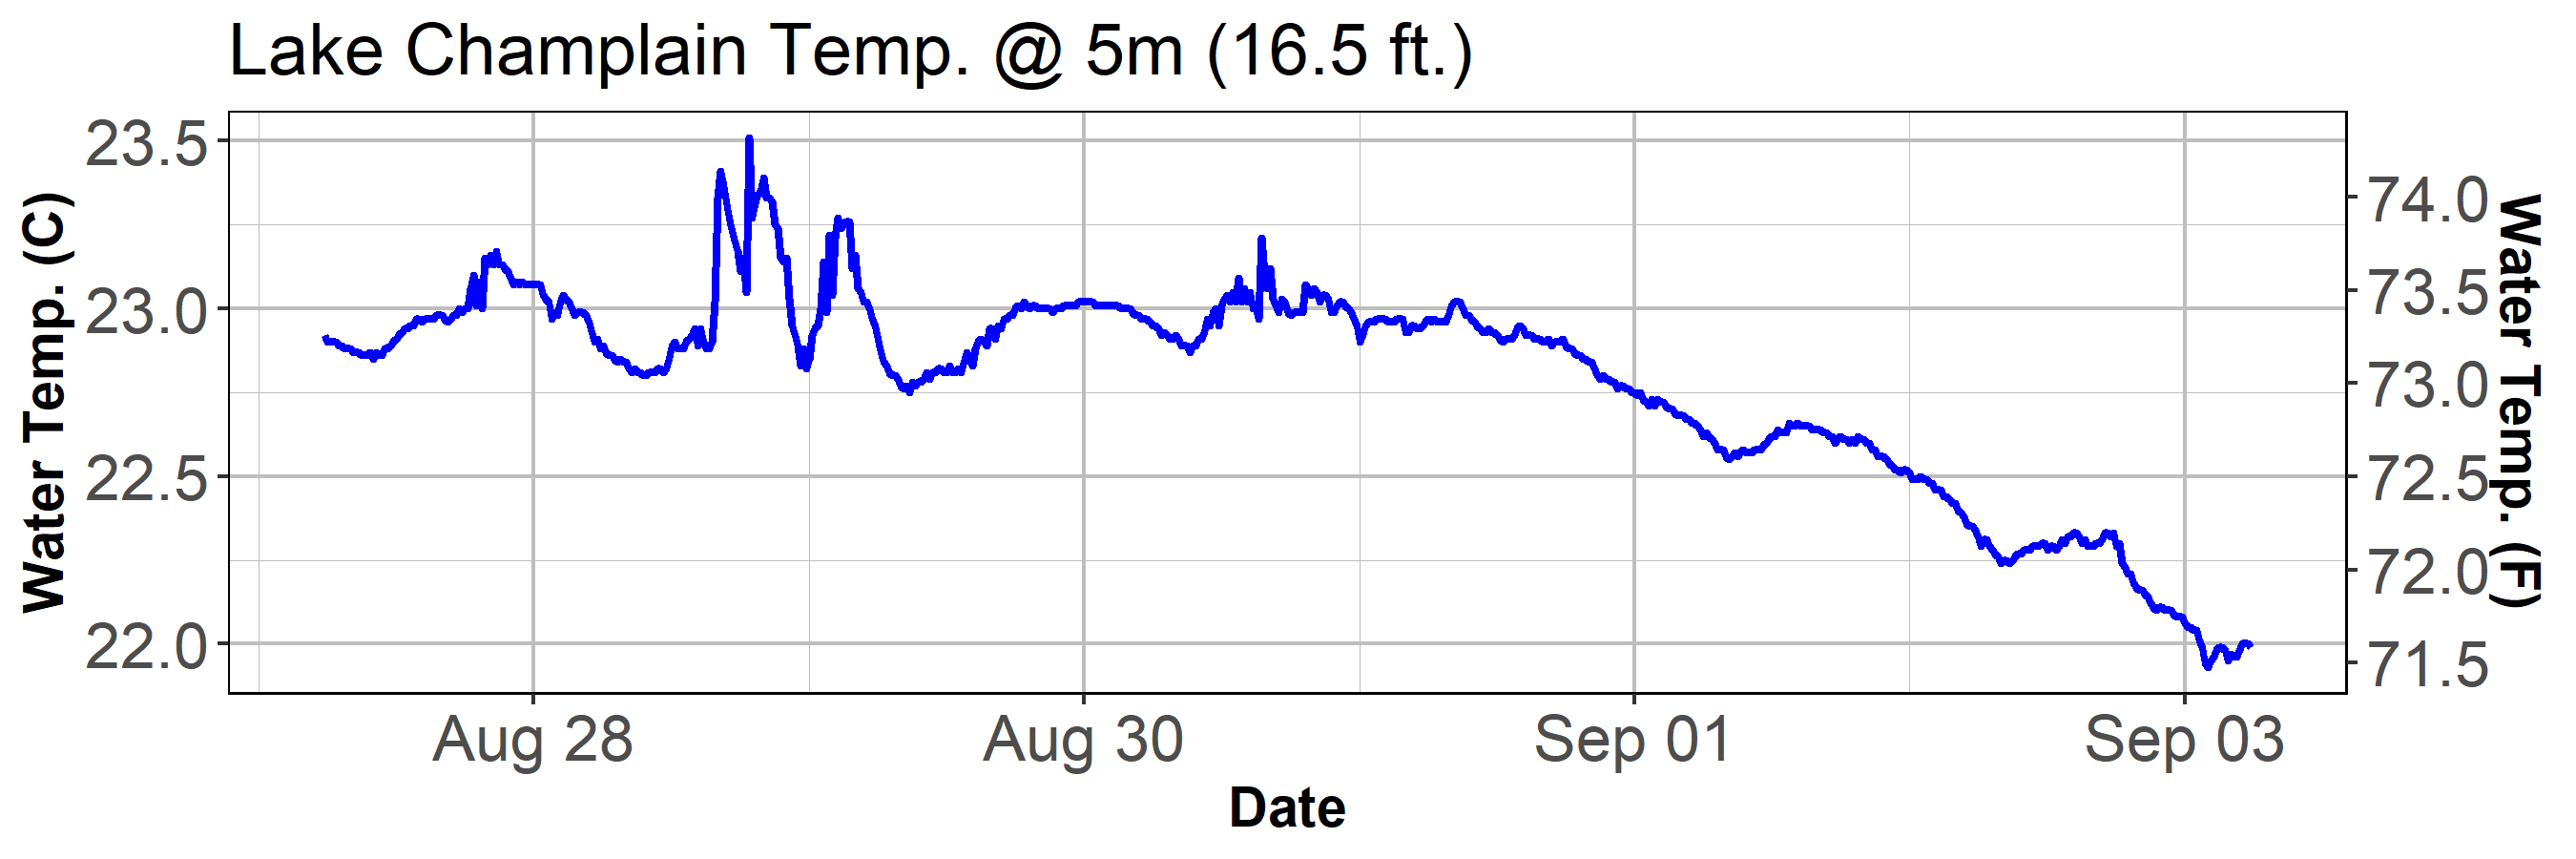 Lake Champlain Temp. @ 5m (16.5 ft.)
Water Temp. (C)
23.5
23.0
22.5
22.0
74.0
73.5
73.0
72.5
72.0
71.5
Water Temp. (F)
Aug 28
Aug 30
Sep 01
Sep 03
Date